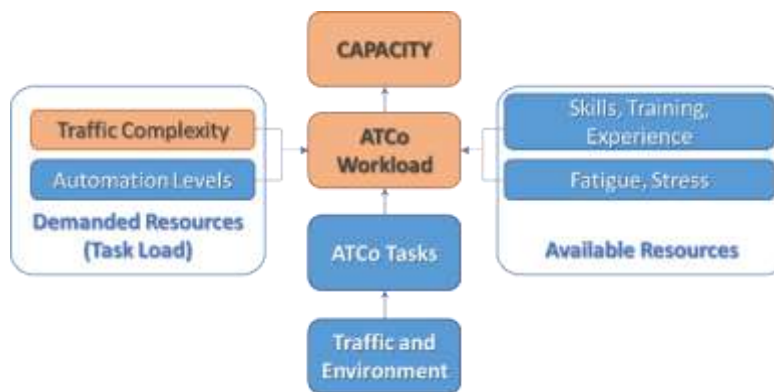 CAPACITY
Traffic Complexity
Automation Levels
Demanded Resources
(Task Load)
ATCo
Workload
Skills, Training,
Experience
Fatigue, Stress
Available Resources
ATCo Tasks
Traffic and
Environment